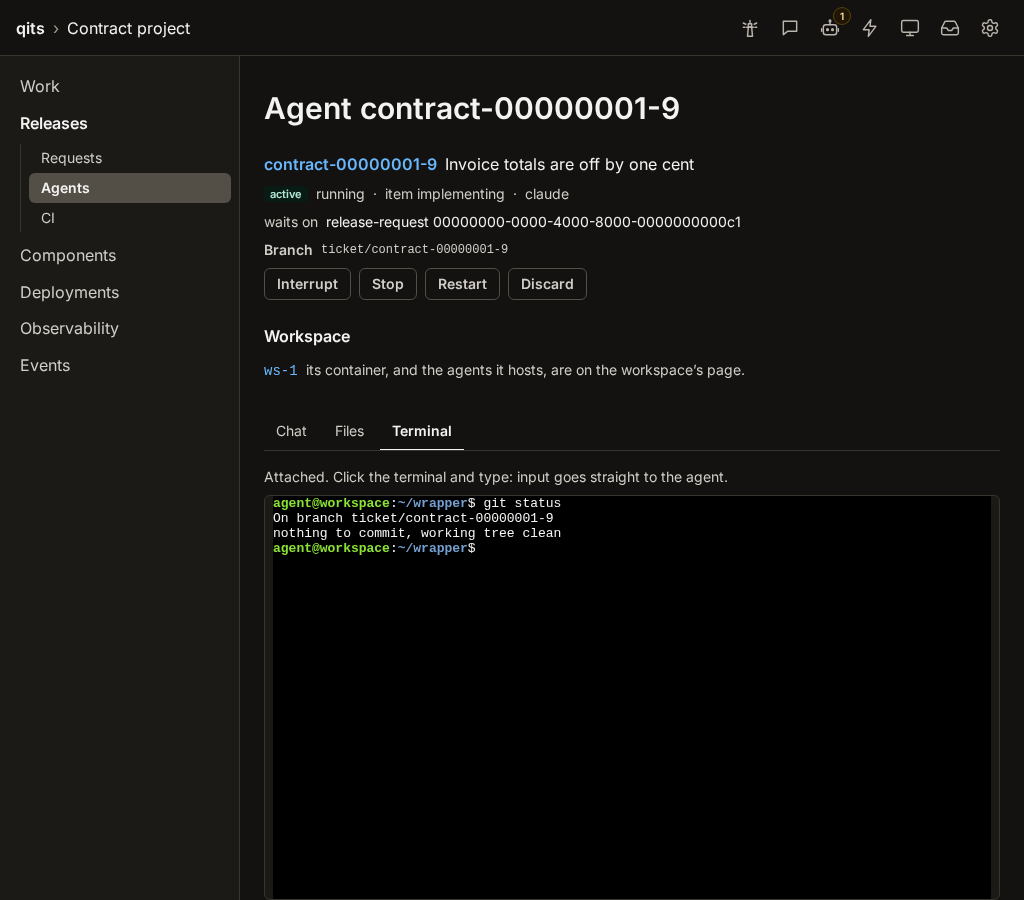 qits › Contract project
1
Work
Releases
Requests
Agents
CI
Components
Deployments
Observability
Events
Agent contract-00000001-9
contract-00000001-9 Invoice totals are off by one cent
active running · item implementing · claude
waits on release-request 00000000-0000-4000-8000-0000000000c1
Branch ticket/contract-00000001-9
Interrupt Stop Restart Discard
Workspace
ws-1 its container, and the agents it hosts, are on the workspace’s page.
Chat Files Terminal
Attached. Click the terminal and type: input goes straight to the agent.
agent@workspace:~/wrapper$ git status
On branch ticket/contract-00000001-9
nothing to commit, working tree clean
agent@workspace:~/wrapper$